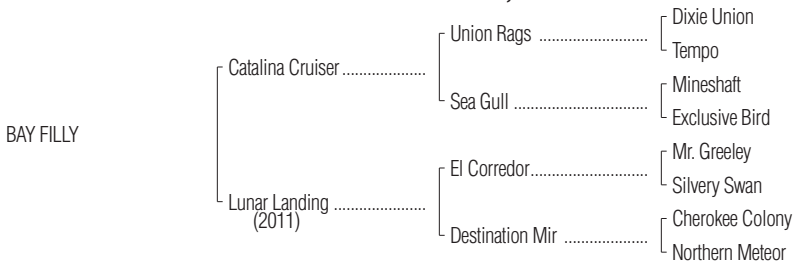 Dixie Union
Union Rags ....................
Tempo
Catalina Cruiser ....................
Mineshaft
Sea Gull ....................
Exclusive Bird
BAY FILLY
Mr. Greeley
El Corredor....................
Silvery Swan
Lunar Landing ....................
(2011)
Cherokee Colony
Destination Mir ....................
Northern Meteor